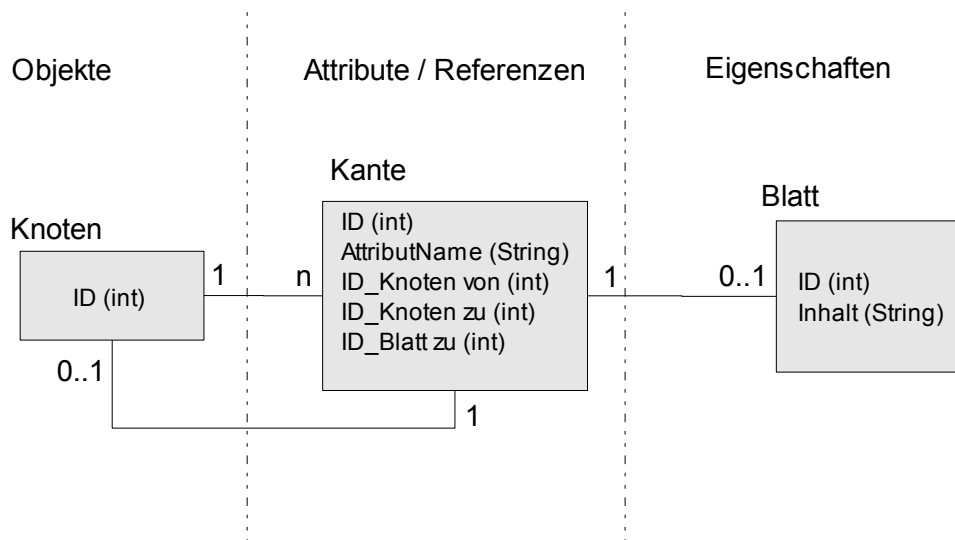 Objekte
Attribute / Referenzen
Eigenschaften
Knoten
ID (int)
1
n
0..1
Kante
ID (int)
AttributName (String)
ID_Knoten von (int)
ID_Knoten zu (int)
ID_Blatt zu (int)
1
1
0..1
Blatt
ID (int)
Inhalt (String)